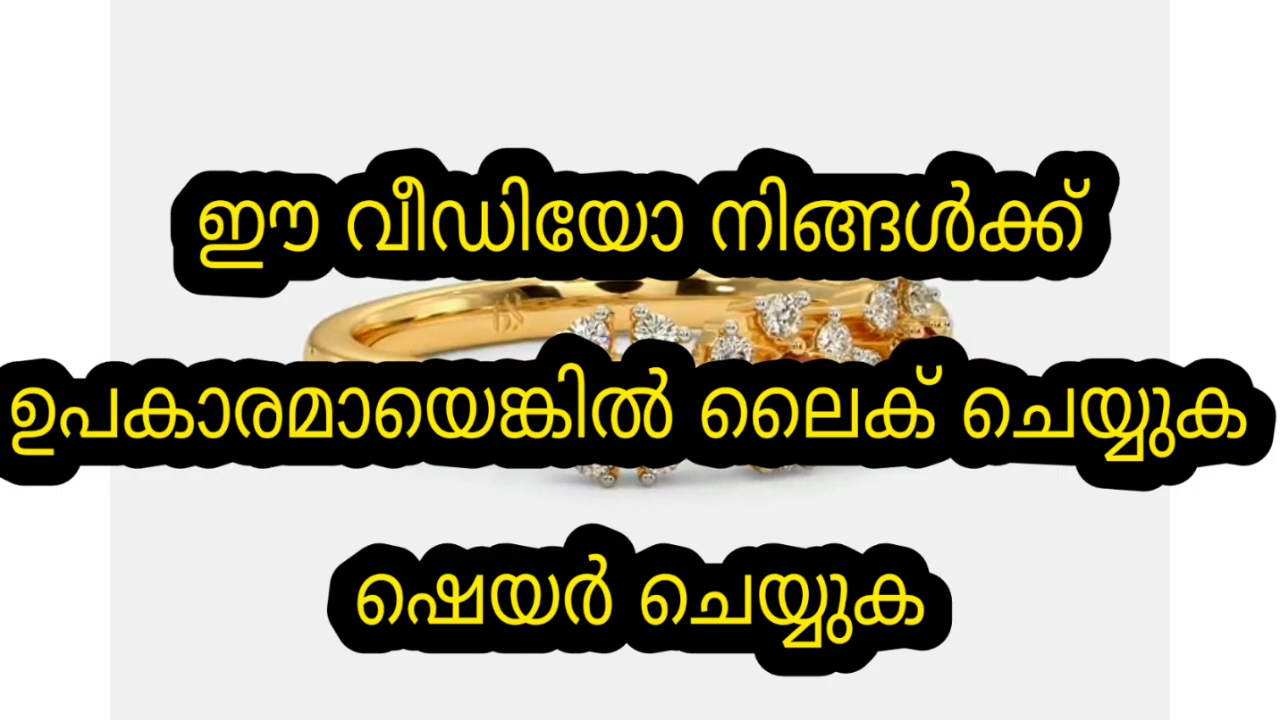 ഈ വീഡിയോ നിങ്ങൾക്ക്
ഉപകാരമായെങ്കിൽ ലൈക് ചെയ്യുക
ഷെയർ ചെയ്യുക